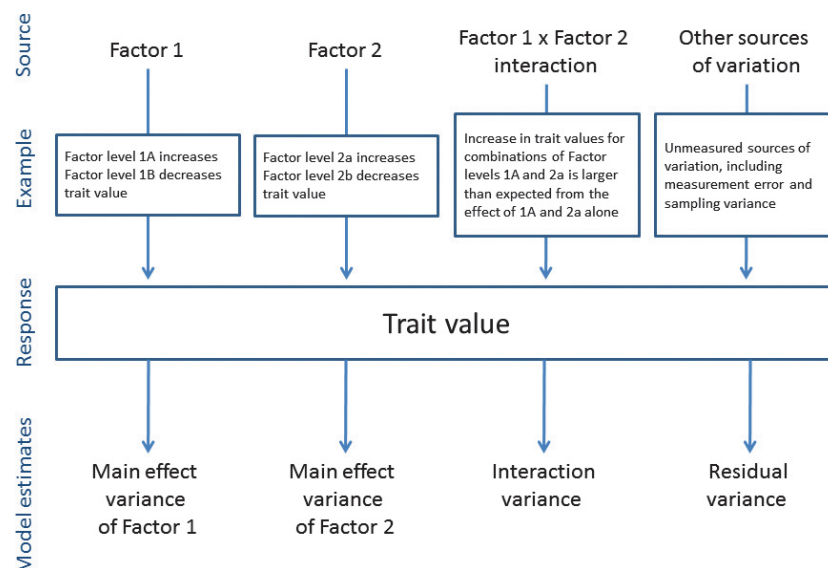 Source
Factor 1
Factor 2
Factor 1 x Factor 2
interaction
Other sources
of variation
Example
Factor level 1A increases
Factor level 1B decreases
trait value
Factor level 2a increases
Factor level 2b decreases
trait value
Increase in trait values for
combinations of Factor
levels 1A and 2a is larger
than expected from the
effect of 1A and 2a alone
Unmeasured sources of
variation, including
measurement error and
sampling variance
Response
Trait value
Model estimates
Main effect
variance
of Factor 1
Main effect
variance
of Factor 2
Interaction
variance
Residual
variance